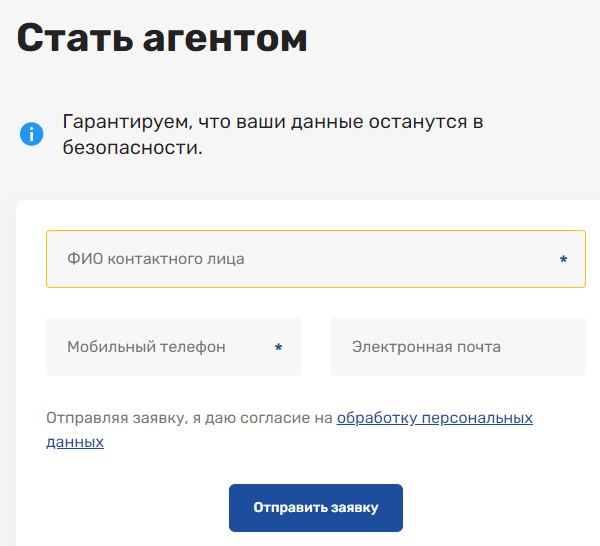 Стать агентом
Гарантируем, что ваши данные останутся в
безопасности.
ФИО контактного лица *
Мобильный телефон * Электронная почта
Отправляя заявку, я даю согласие на обработку персональных
данных
Отправить заявку